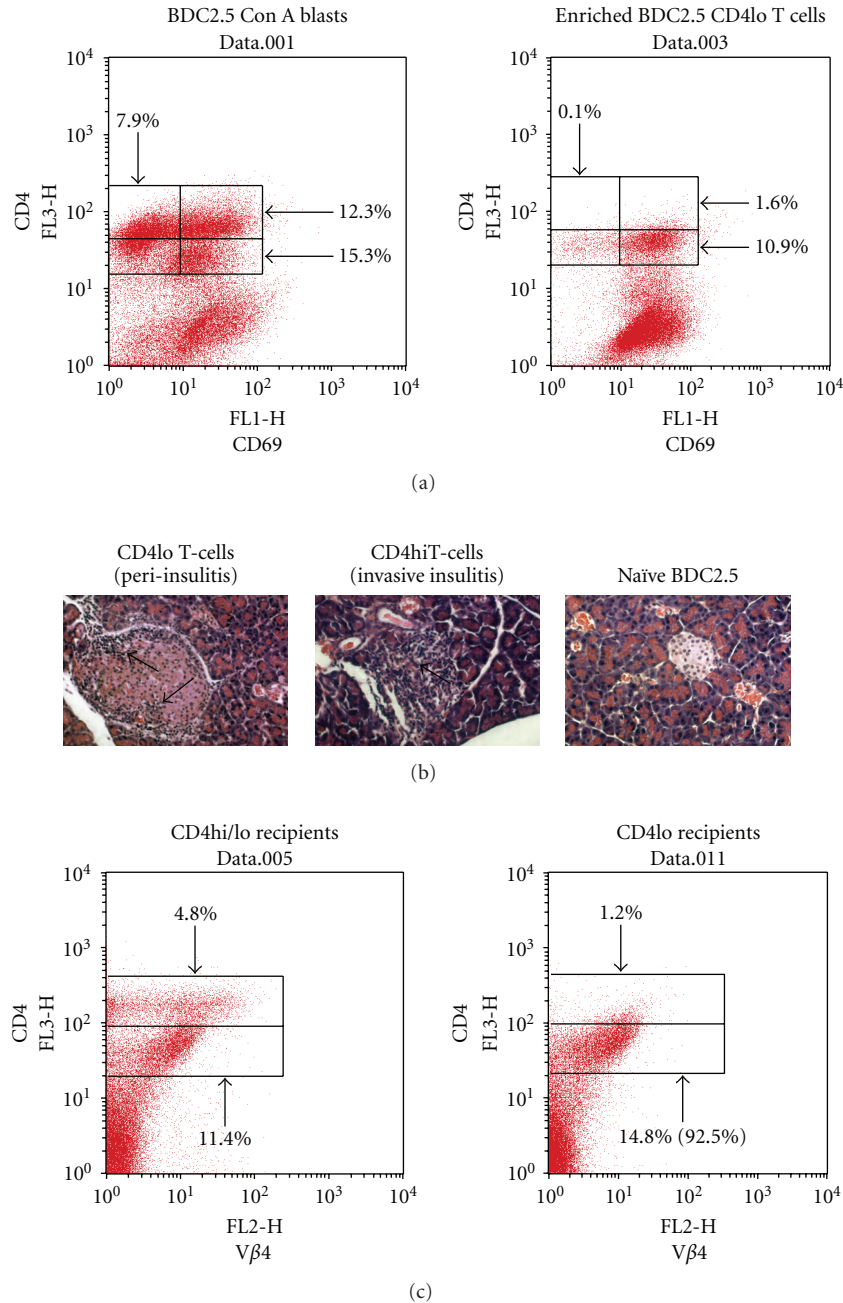 BDC2.5 Con A blasts
Data.001
10^4
10^3
10^2
10^1
10^0
CD4
FL3-H
7.9%
12.3%
15.3%
10^0
10^1
10^2
10^3
10^4
FL1-H
CD69
Enriched BDC2.5 CD4lo T cells
Data.003
10^4
10^3
10^2
10^1
10^0
CD4
FL3-H
0.1%
1.6%
10.9%
10^0
10^1
10^2
10^3
10^4
FL1-H
CD69
(a)
CD4lo T-cells
(peri-insulitis)
CD4hiT-cells
(invasive insulitis)
Naïve BDC2.5
(b)
CD4hi/lo recipients
Data.005
10^4
10^3
10^2
10^1
10^0
CD4
FL3-H
4.8%
11.4%
10^0
10^1
10^2
10^3
10^4
FL2-H
Vβ4
CD4lo recipients
Data.011
10^4
10^3
10^2
10^1
10^0
CD4
FL3-H
1.2%
14.8% (92.5%)
10^0
10^1
10^2
10^3
10^4
FL2-H
Vβ4
(c)